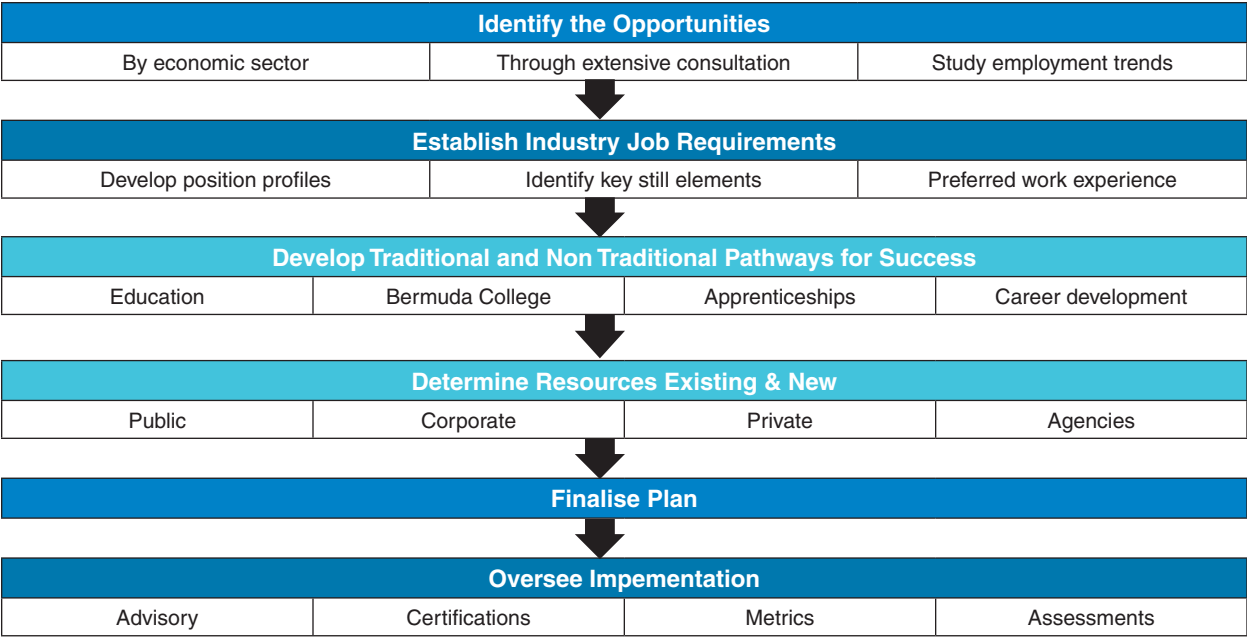 Identify the Opportunities
By economic sector
Through extensive consultation
Study employment trends
Establish Industry Job Requirements
Develop position profiles
Identify key still elements
Preferred work experience
Develop Traditional and Non Traditional Pathways for Success
Education
Bermuda College
Apprenticeships
Career development
Determine Resources Existing & New
Public
Corporate
Private
Agencies
Finalise Plan
Oversee Impementation
Advisory
Certifications
Metrics
Assessments